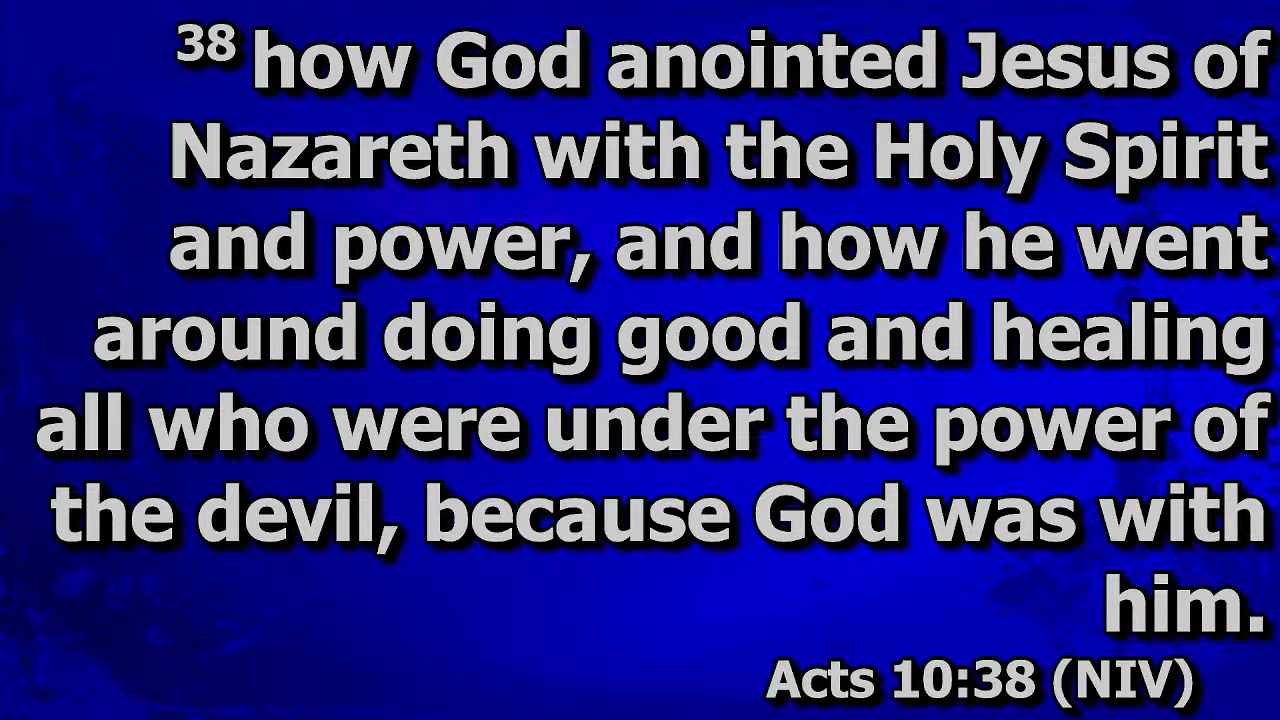 38 how God anointed Jesus of
Nazareth with the Holy Spirit
and power, and how he went
around doing good and healing
all who were under the power of
the devil, because God was with
him.
Acts 10:38 (NIV)